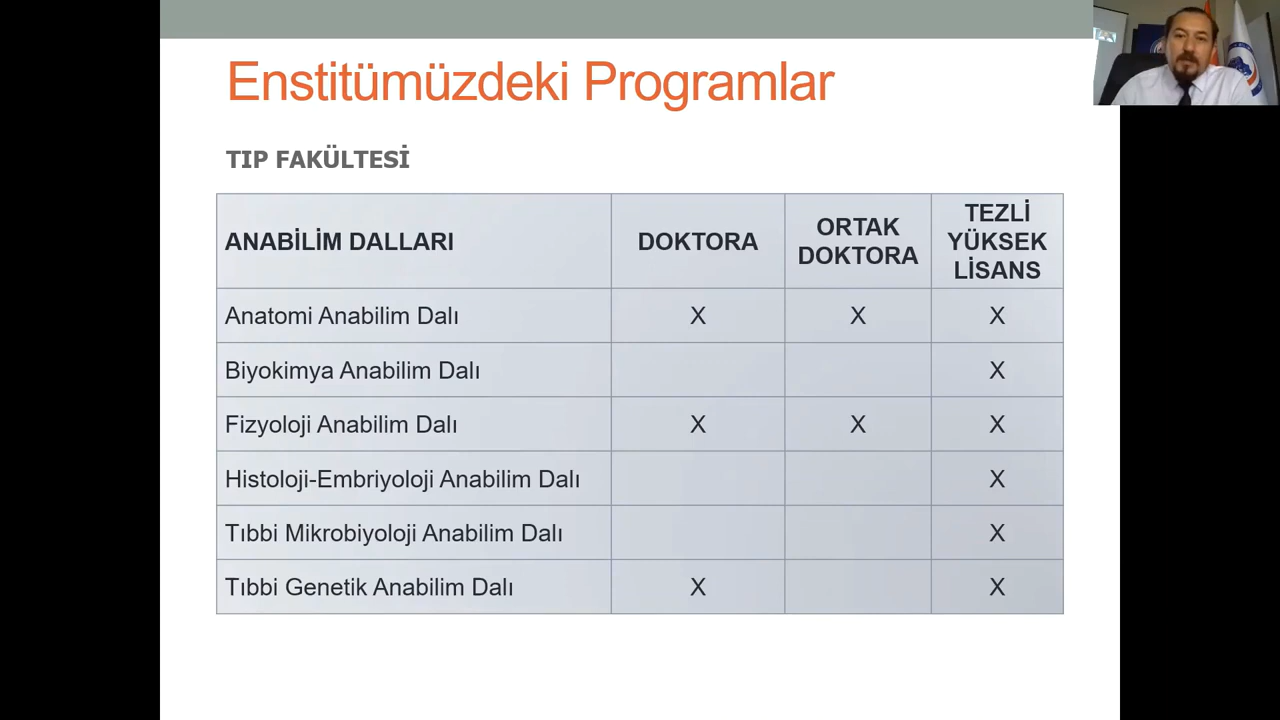 Enstitümüzdeki Programlar
TIP FAKÜLTESİ
ANABİLİM DALLARI DOKTORA ORTAK DOKTORA TEZLİ YÜKSEK LİSANS
Anatomi Anabilim Dalı X X X
Biyokimya Anabilim Dalı X
Fizyoloji Anabilim Dalı X X X
Histoloji-Embriyoloji Anabilim Dalı X
Tıbbi Mikrobiyoloji Anabilim Dalı X
Tıbbi Genetik Anabilim Dalı X X